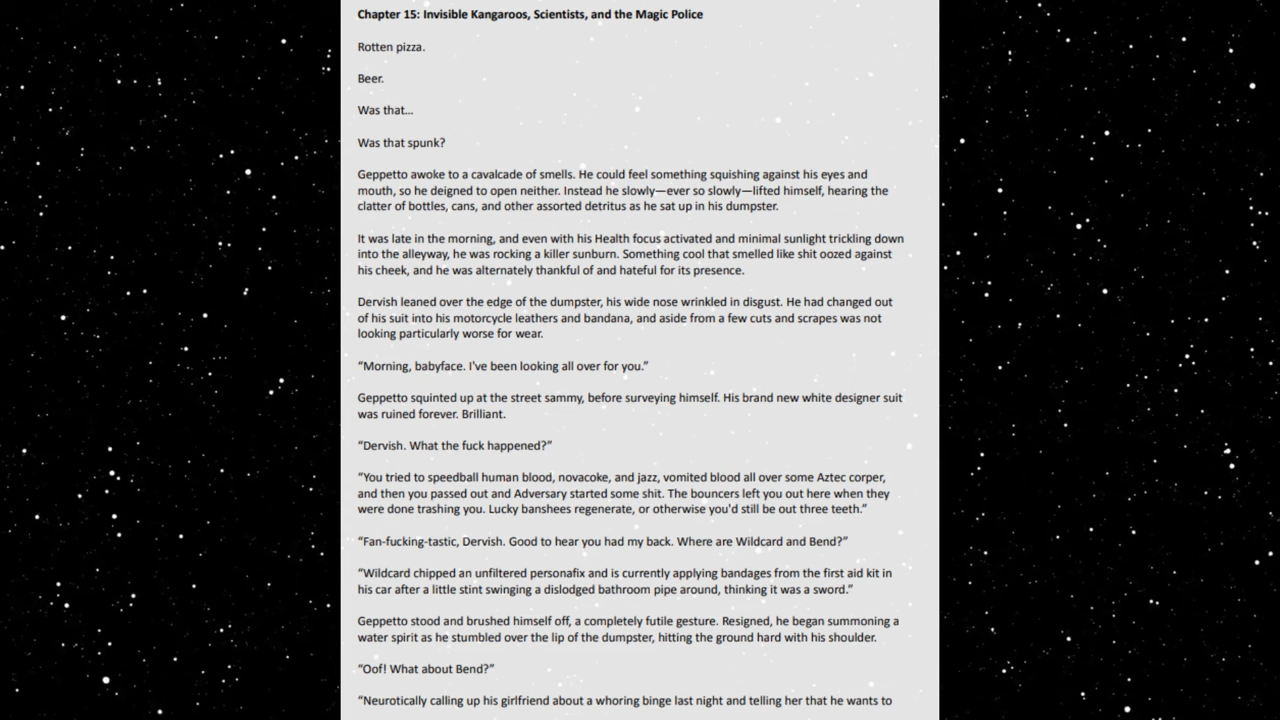 Chapter 15: Invisible Kangaroos, Scientists, and the Magic Police
Rotten pizza.
Beer.
Was that...
Was that spunk?
Geppetto awoke to a cavalcade of smells. He could feel something squishing against his eyes and
mouth, so he deigned to open neither. Instead he slowly—ever so slowly—lifted himself, hearing the
clatter of bottles, cans, and other assorted detritus as he sat up in his dumpster.
It was late in the morning, and even with his Health focus activated and minimal sunlight trickling down
into the alleyway, he was rocking a killer sunburn. Something cool that smelled like shit oozed against
his cheek, and he was alternately thankful of and hateful for its presence.
Dervish leaned over the edge of the dumpster, his wide nose wrinkled in disgust. He had changed out
of his suit into his motorcycle leathers and bandana, and aside from a few cuts and scrapes was not
looking particularly worse for wear.
“Morning, babyface. I've been looking all over for you.”
Geppetto squinted up at the street sammy, before surveying himself. His brand new white designer suit
was ruined forever. Brilliant.
“Dervish. What the fuck happened?”
“You tried to speedball human blood, novacoke, and jazz, vomited blood all over some Aztec corper,
and then you passed out and Adversary started some shit. The bouncers left you out here when they
were done trashing you. Lucky banshees regenerate, or otherwise you'd still be out three teeth.”
“Fan-fucking-tastic, Dervish. Good to hear you had my back. Where are Wildcard and Bend?”
“Wildcard chipped an unfiltered personafix and is currently applying bandages from the first aid kit in
his car after a little stint swinging a dislodged bathroom pipe around, thinking it was a sword.”
Geppetto stood and brushed himself off, a completely futile gesture. Resigned, he began summoning a
water spirit as he stumbled over the lip of the dumpster, hitting the ground hard with his shoulder.
“Oof! What about Bend?”
“Neurotically calling up his girlfriend about a whoring binge last night and telling her that he wants to